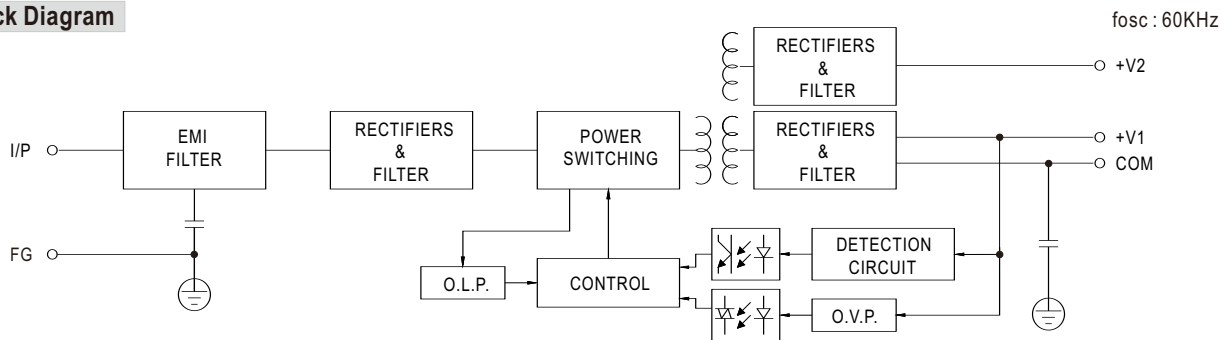 ck Diagram
fosc : 60KHz
RECTIFIERS
&
FILTER
+V2
I/P
EMI
FILTER
RECTIFIERS
&
FILTER
POWER
SWITCHING
RECTIFIERS
&
FILTER
+V1
COM
FG
O.L.P.
CONTROL
DETECTION
CIRCUIT
O.V.P.